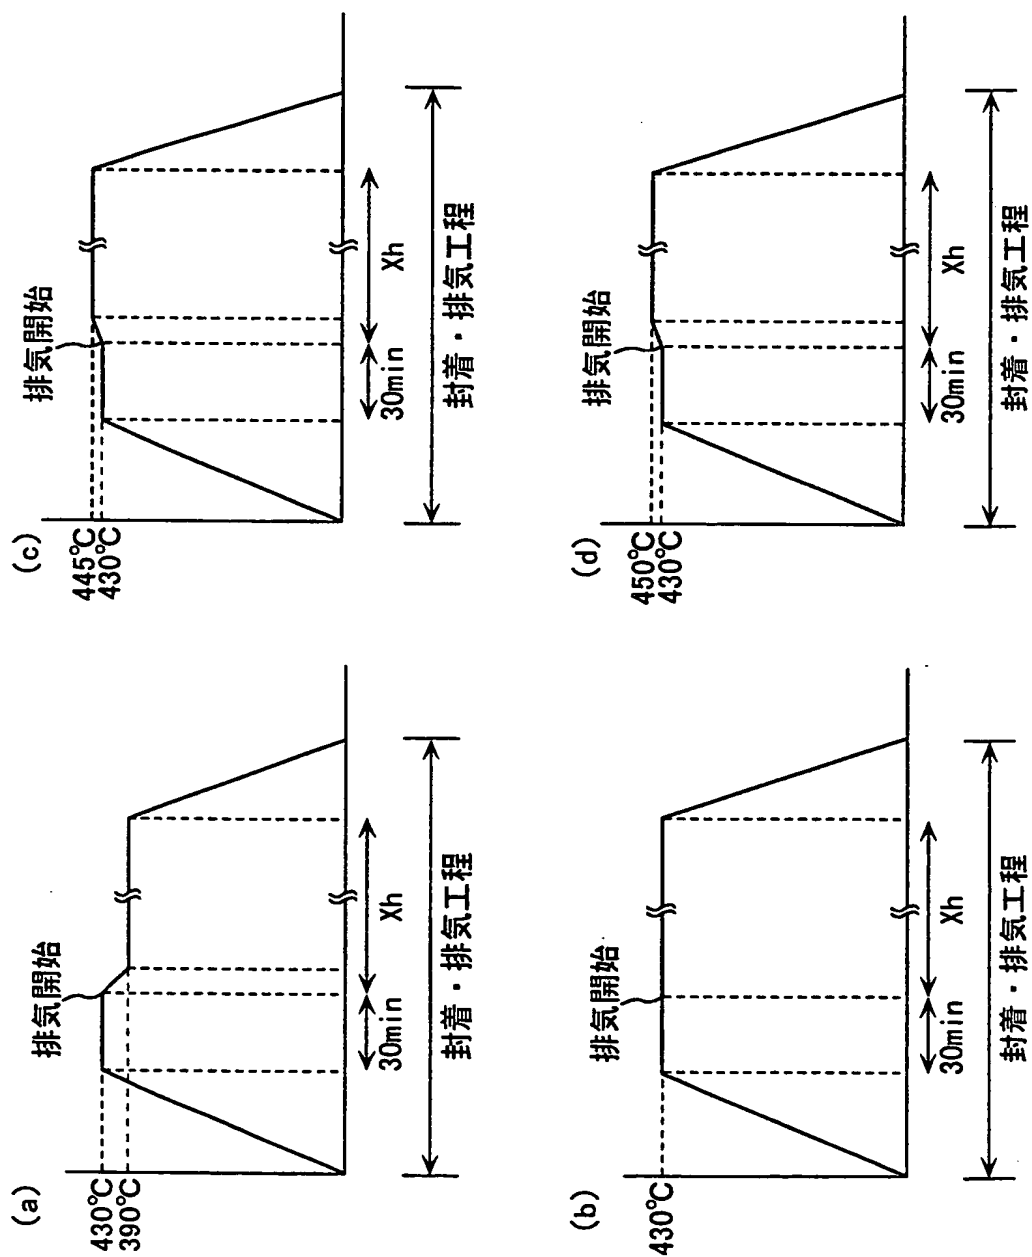 (a)
430℃
390℃
排気開始
30min
Xh
封着・排気工程
(b)
430℃
排気開始
30min
Xh
封着・排気工程
(c)
445℃
430℃
排気開始
30min
Xh
封着・排気工程
(d)
450℃
430℃
排気開始
30min
Xh
封着・排気工程